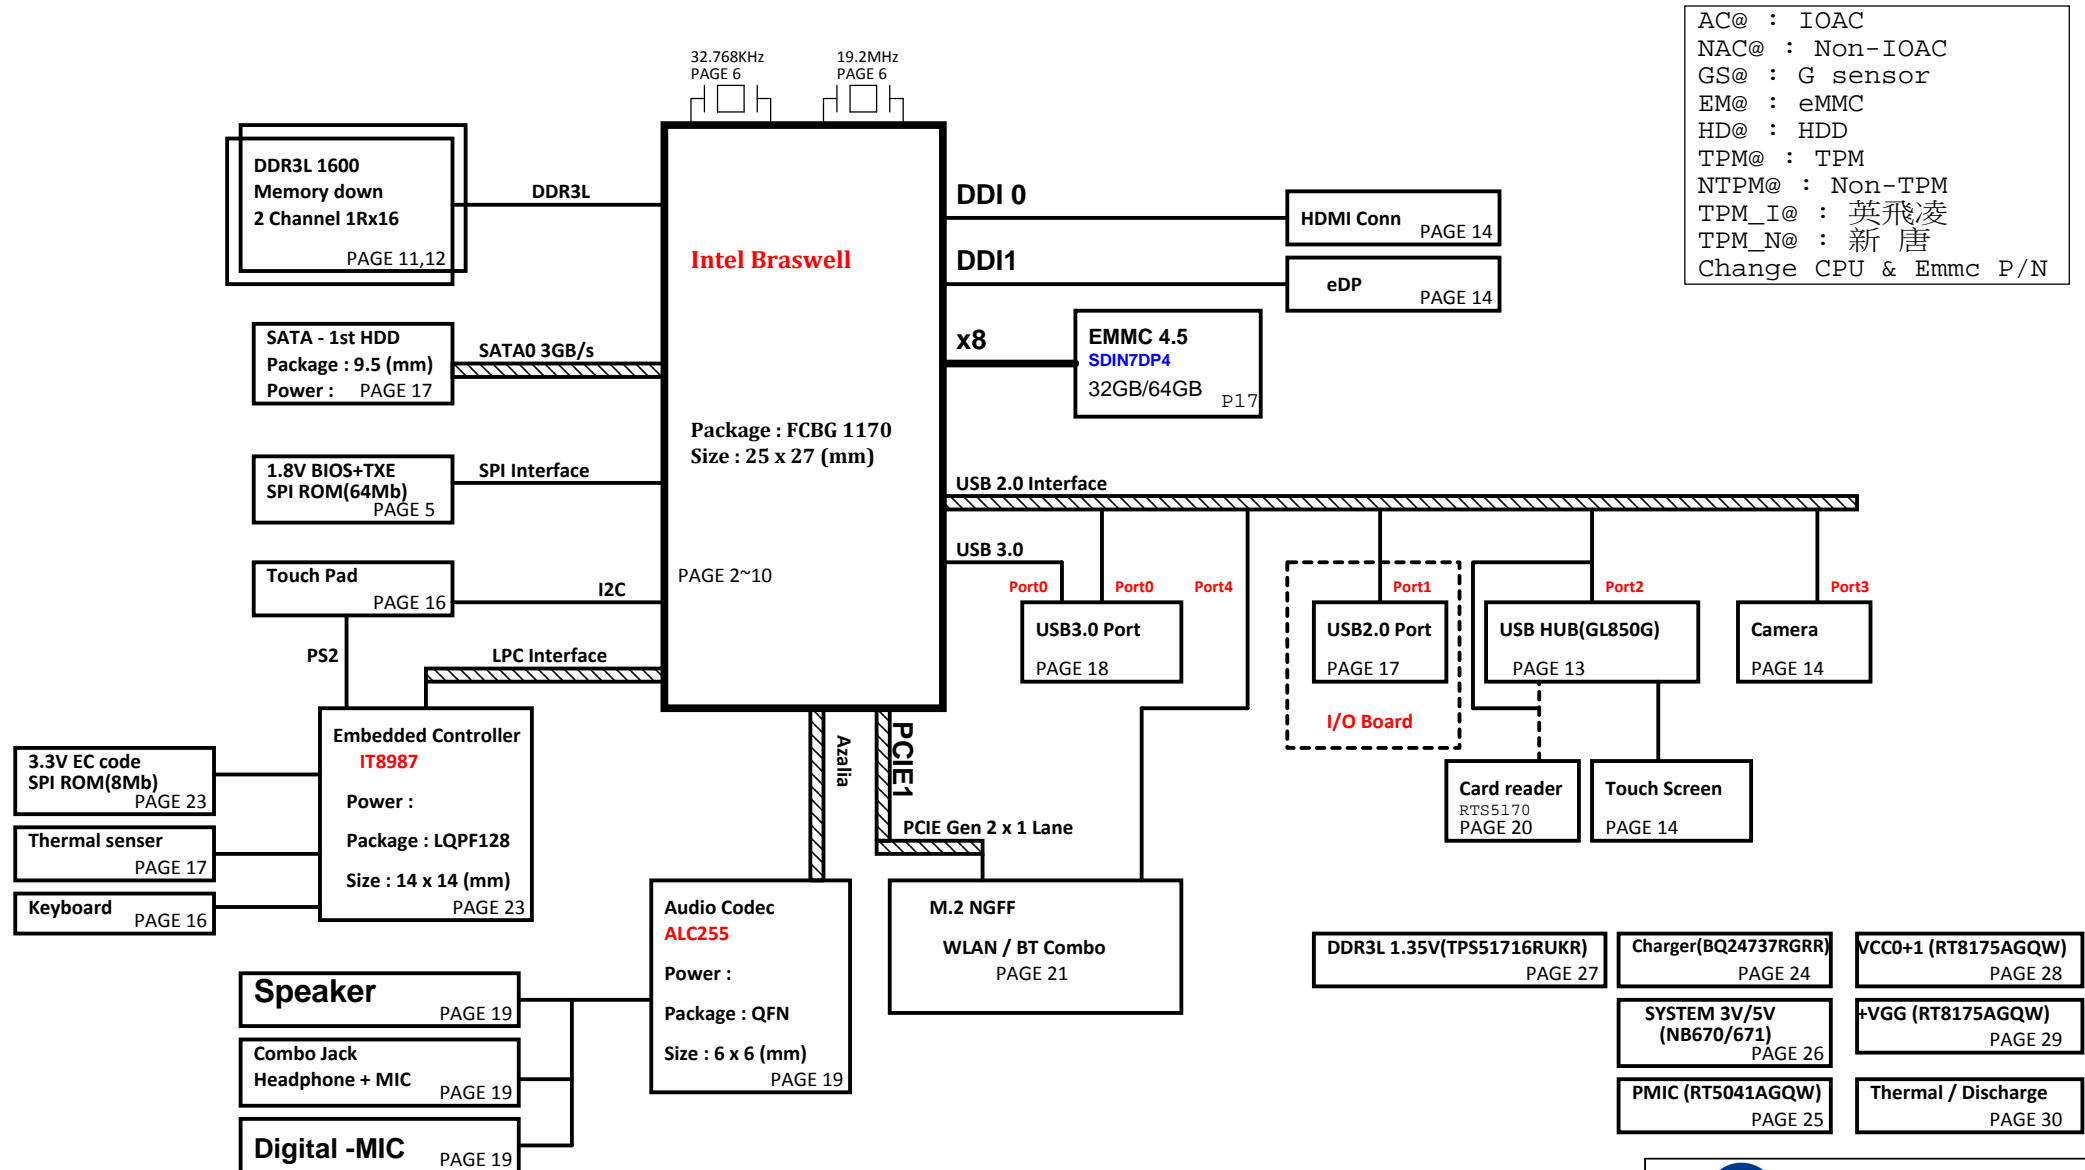 AC@ : IOAC
NAC@ : Non-IOAC
GS@ : G sensor
EM@ : eMMC
HD@ : HDD
TPM@ : TPM
NTPM@ : Non-TPM
TPM_I@ : 英飛凌
TPM_N@ : 新 唐
Change CPU & Emmc P/N
32.768KHz
PAGE 6
19.2MHz
PAGE 6
DDR3L 1600
Memory down
2 Channel 1Rx16
PAGE 11,12
DDR3L
Intel Braswell
Package : FCBG 1170
Size : 25 x 27 (mm)
PAGE 2~10
DDI 0
HDMI Conn
PAGE 14
DDI1
eDP
PAGE 14
x8
EMMC 4.5
SDIN7DP4
32GB/64GB
P17
SATA - 1st HDD
Package : 9.5 (mm)
Power :
PAGE 17
SATA0 3GB/s
1.8V BIOS+TXE
SPI ROM(64Mb)
PAGE 5
SPI Interface
Touch Pad
PAGE 16
I2C
PS2
LPC Interface
USB 2.0 Interface
USB 3.0
Port0
Port0
Port4
Port1
Port2
Port3
USB3.0 Port
PAGE 18
USB2.0 Port
PAGE 17
I/O Board
USB HUB(GL850G)
PAGE 13
Camera
PAGE 14
Card reader
RTS5170
PAGE 20
Touch Screen
PAGE 14
Embedded Controller
IT8987
Power :
Package : LQPF128
Size : 14 x 14 (mm)
PAGE 23
3.3V EC code
SPI ROM(8Mb)
PAGE 23
Thermal senser
PAGE 17
Keyboard
PAGE 16
Azalia
PCIE1
PCIE Gen 2 x 1 Lane
Audio Codec
ALC255
Power :
Package : QFN
Size : 6 x 6 (mm)
PAGE 19
M.2 NGFF
WLAN / BT Combo
PAGE 21
Speaker
PAGE 19
Combo Jack
Headphone + MIC
PAGE 19
Digital -MIC
PAGE 19
DDR3L 1.35V(TPS51716RUKR)
PAGE 27
Charger(BQ24737RGRR)
PAGE 24
VCC0+1 (RT8175AGQW)
PAGE 28
SYSTEM 3V/5V
(NB670/671)
PAGE 26
+VGG (RT8175AGQW)
PAGE 29
PMIC (RT5041AGQW)
PAGE 25
Thermal / Discharge
PAGE 30